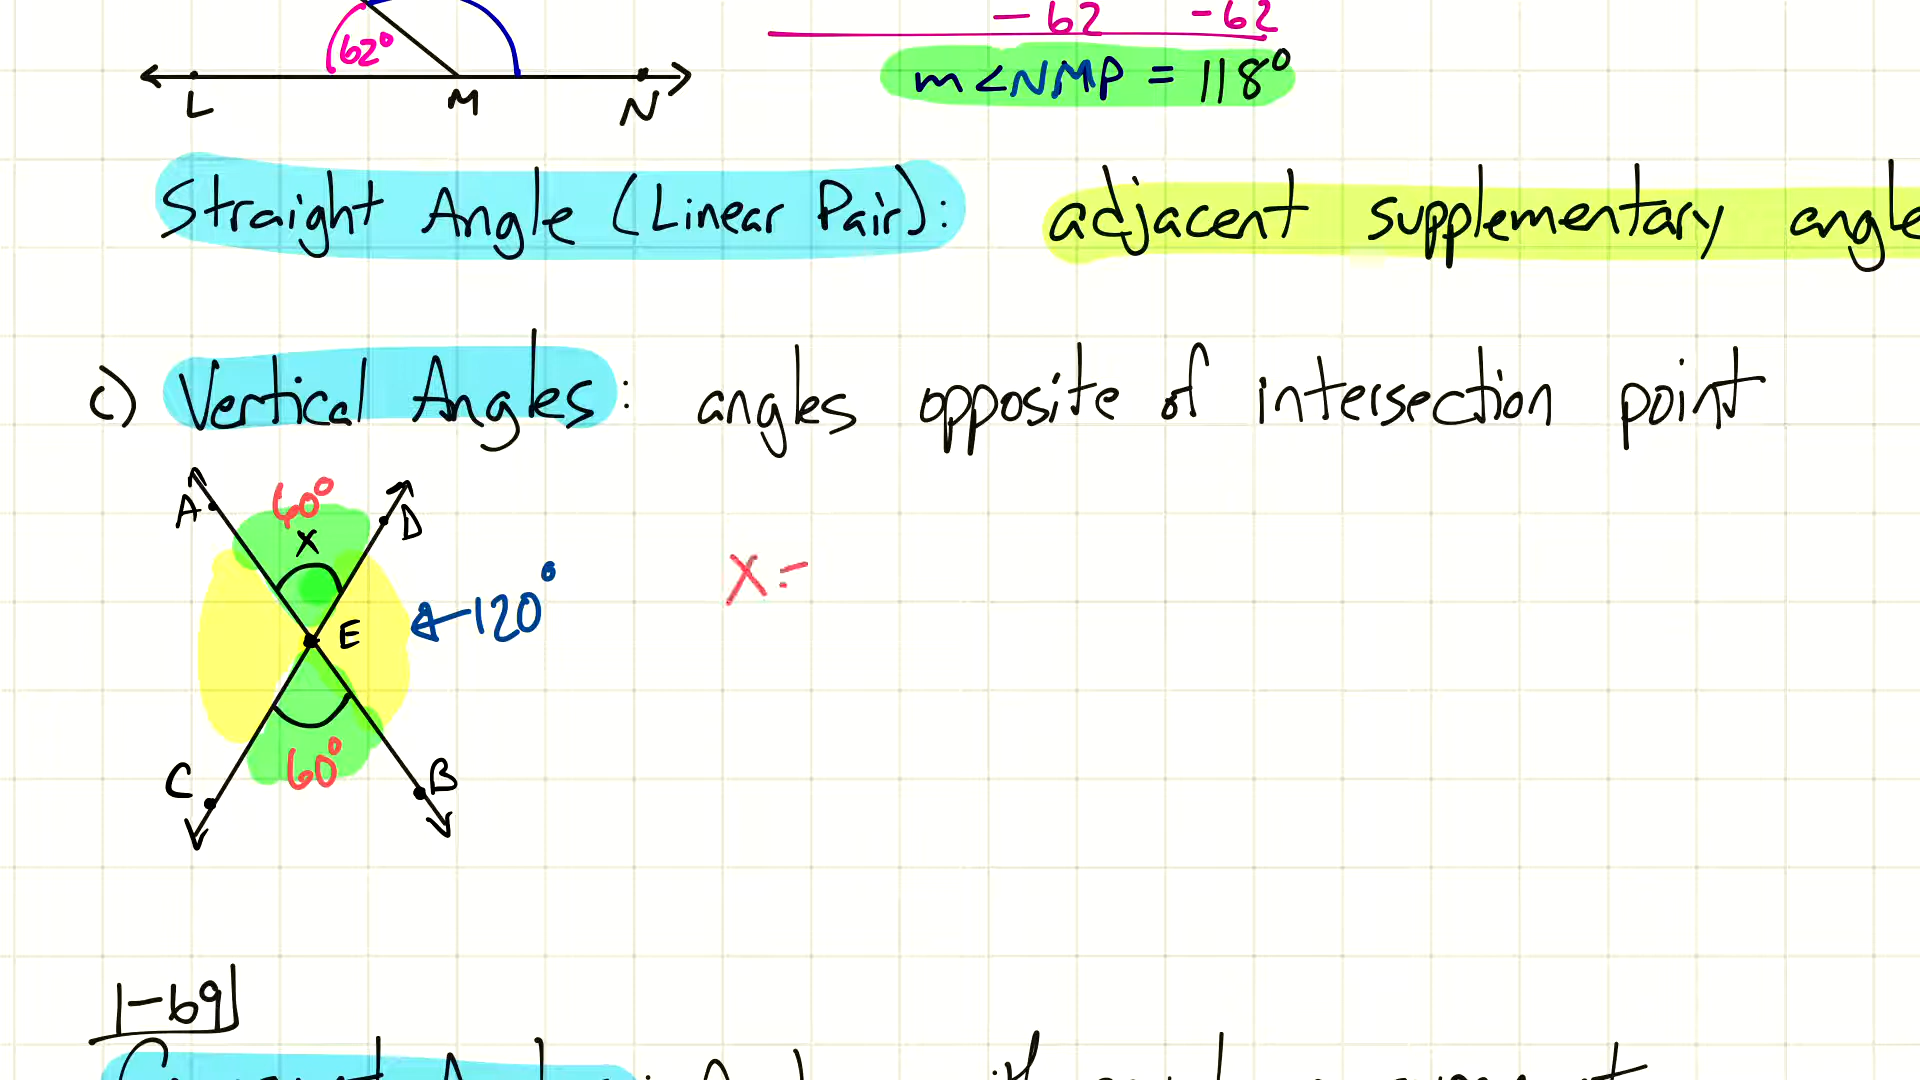 - 62 - 62
62°
m<NMP = 118°
L M N
Straight Angle (Linear Pair): adjacent supplementary angle
c) Vertical Angles: angles opposite of intersection point
A 60° D
X
X =
120°
E
C 60° B
1-69